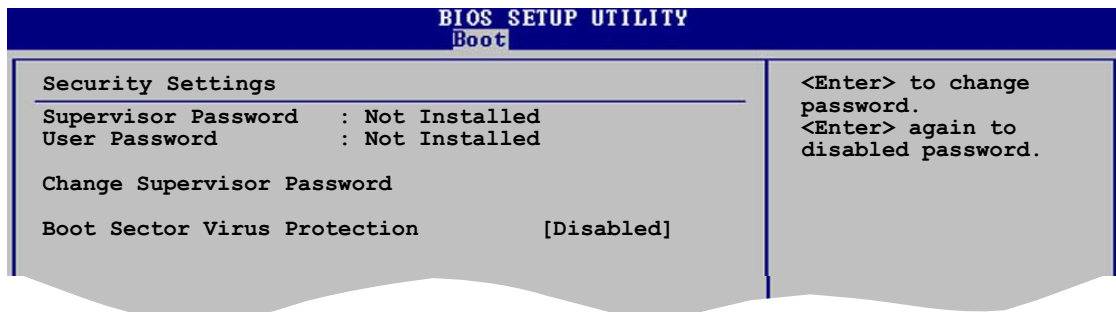 BIOS SETUP UTILITY
Boot
Security Settings
Supervisor Password : Not Installed
User Password : Not Installed
Change Supervisor Password
Boot Sector Virus Protection [Disabled]
<Enter> to change
password.
<Enter> again to
disabled password.